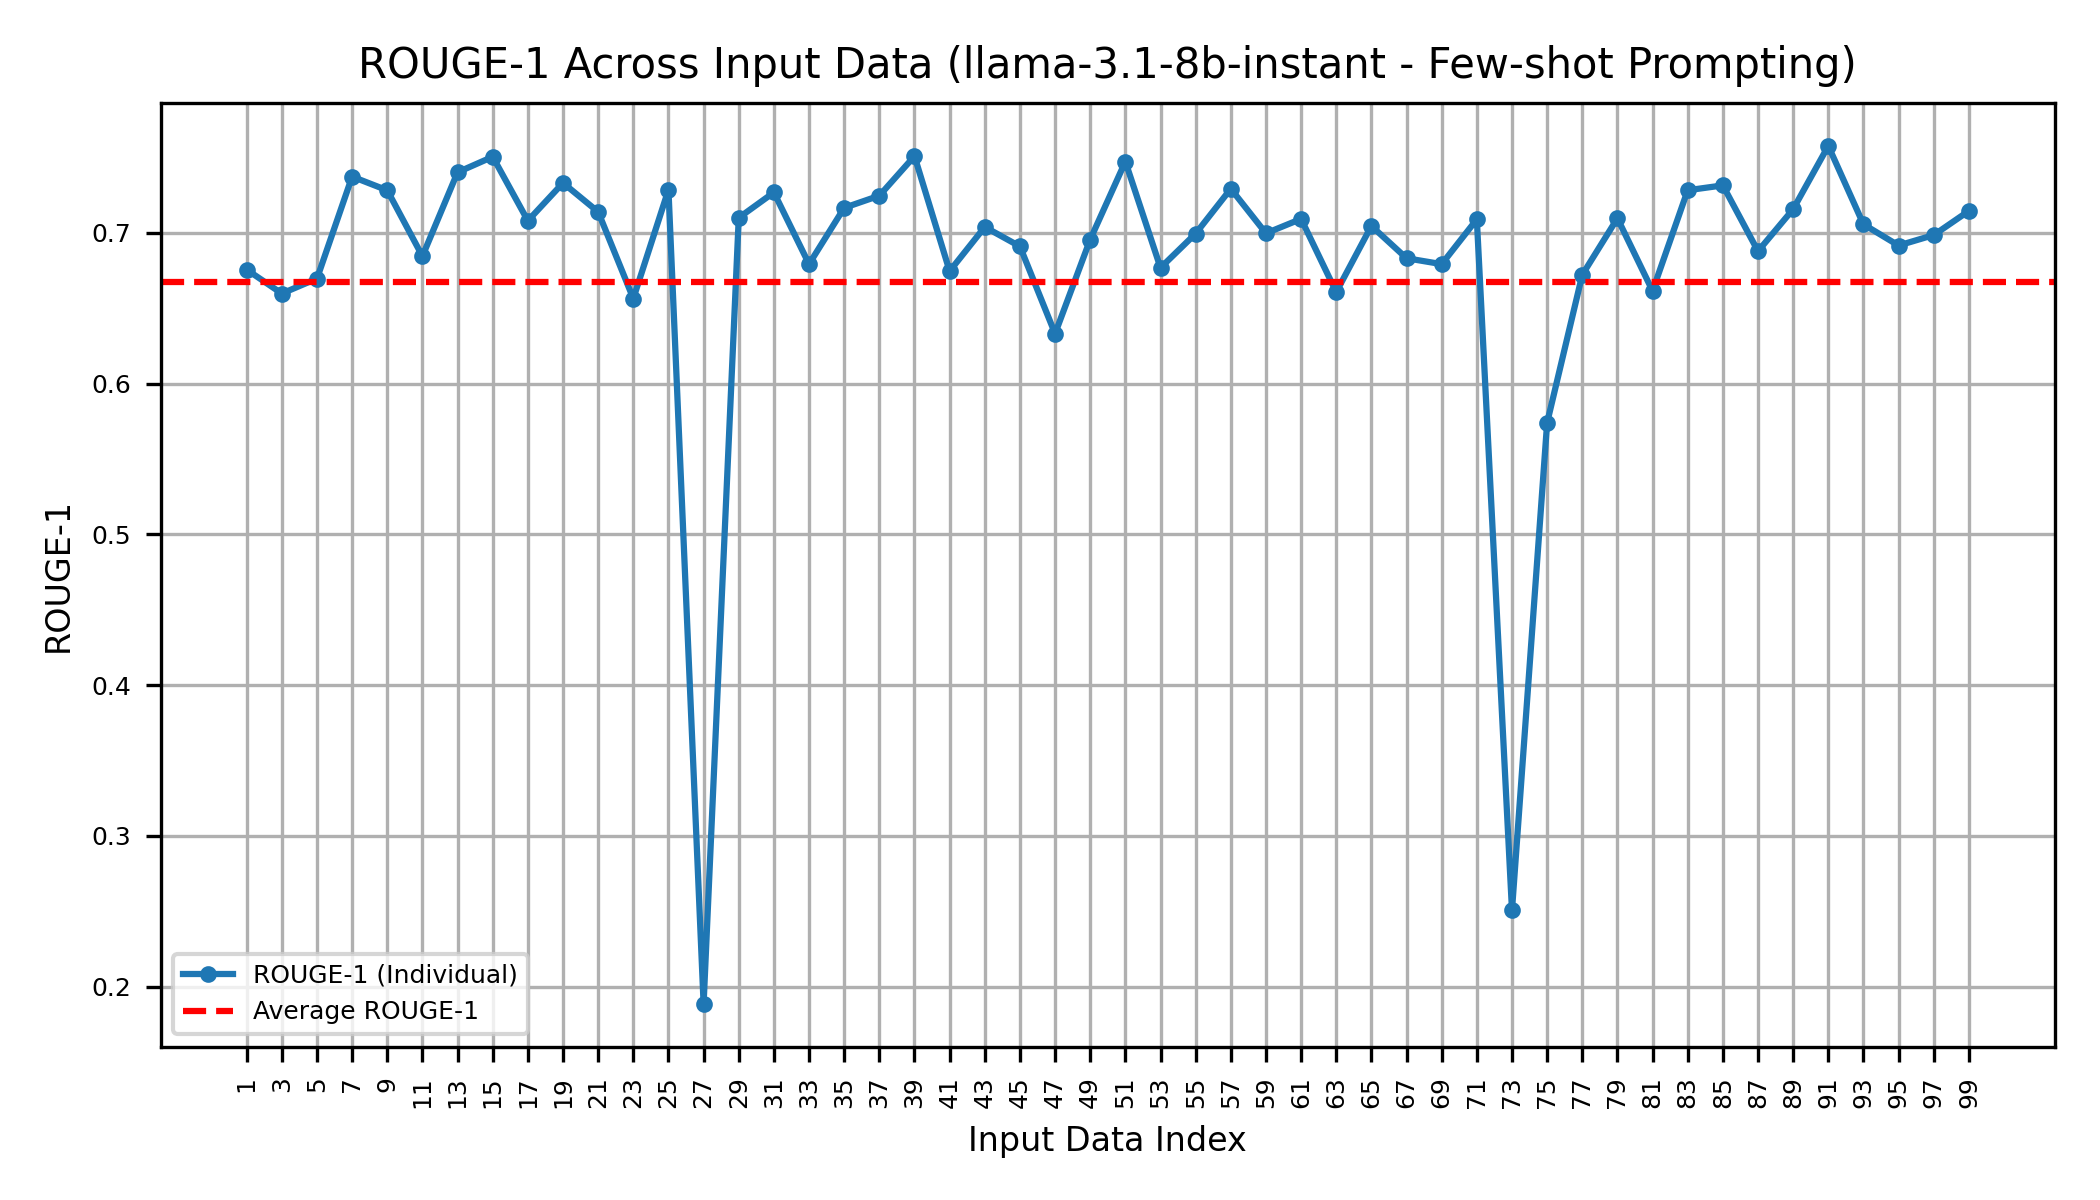 ROUGE-1 Across Input Data (llama-3.1-8b-instant - Few-shot Prompting)
ROUGE-1
0.7
0.6
0.5
0.4
0.3
0.2
ROUGE-1 (Individual)
Average ROUGE-1
1 3 5 7 9 11 13 15 17 19 21 23 25 27 29 31 33 35 37 39 41 43 45 47 49 51 53 55 57 59 61 63 65 67 69 71 73 75 77 79 81 83 85 87 89 91 93 95 97 99
Input Data Index